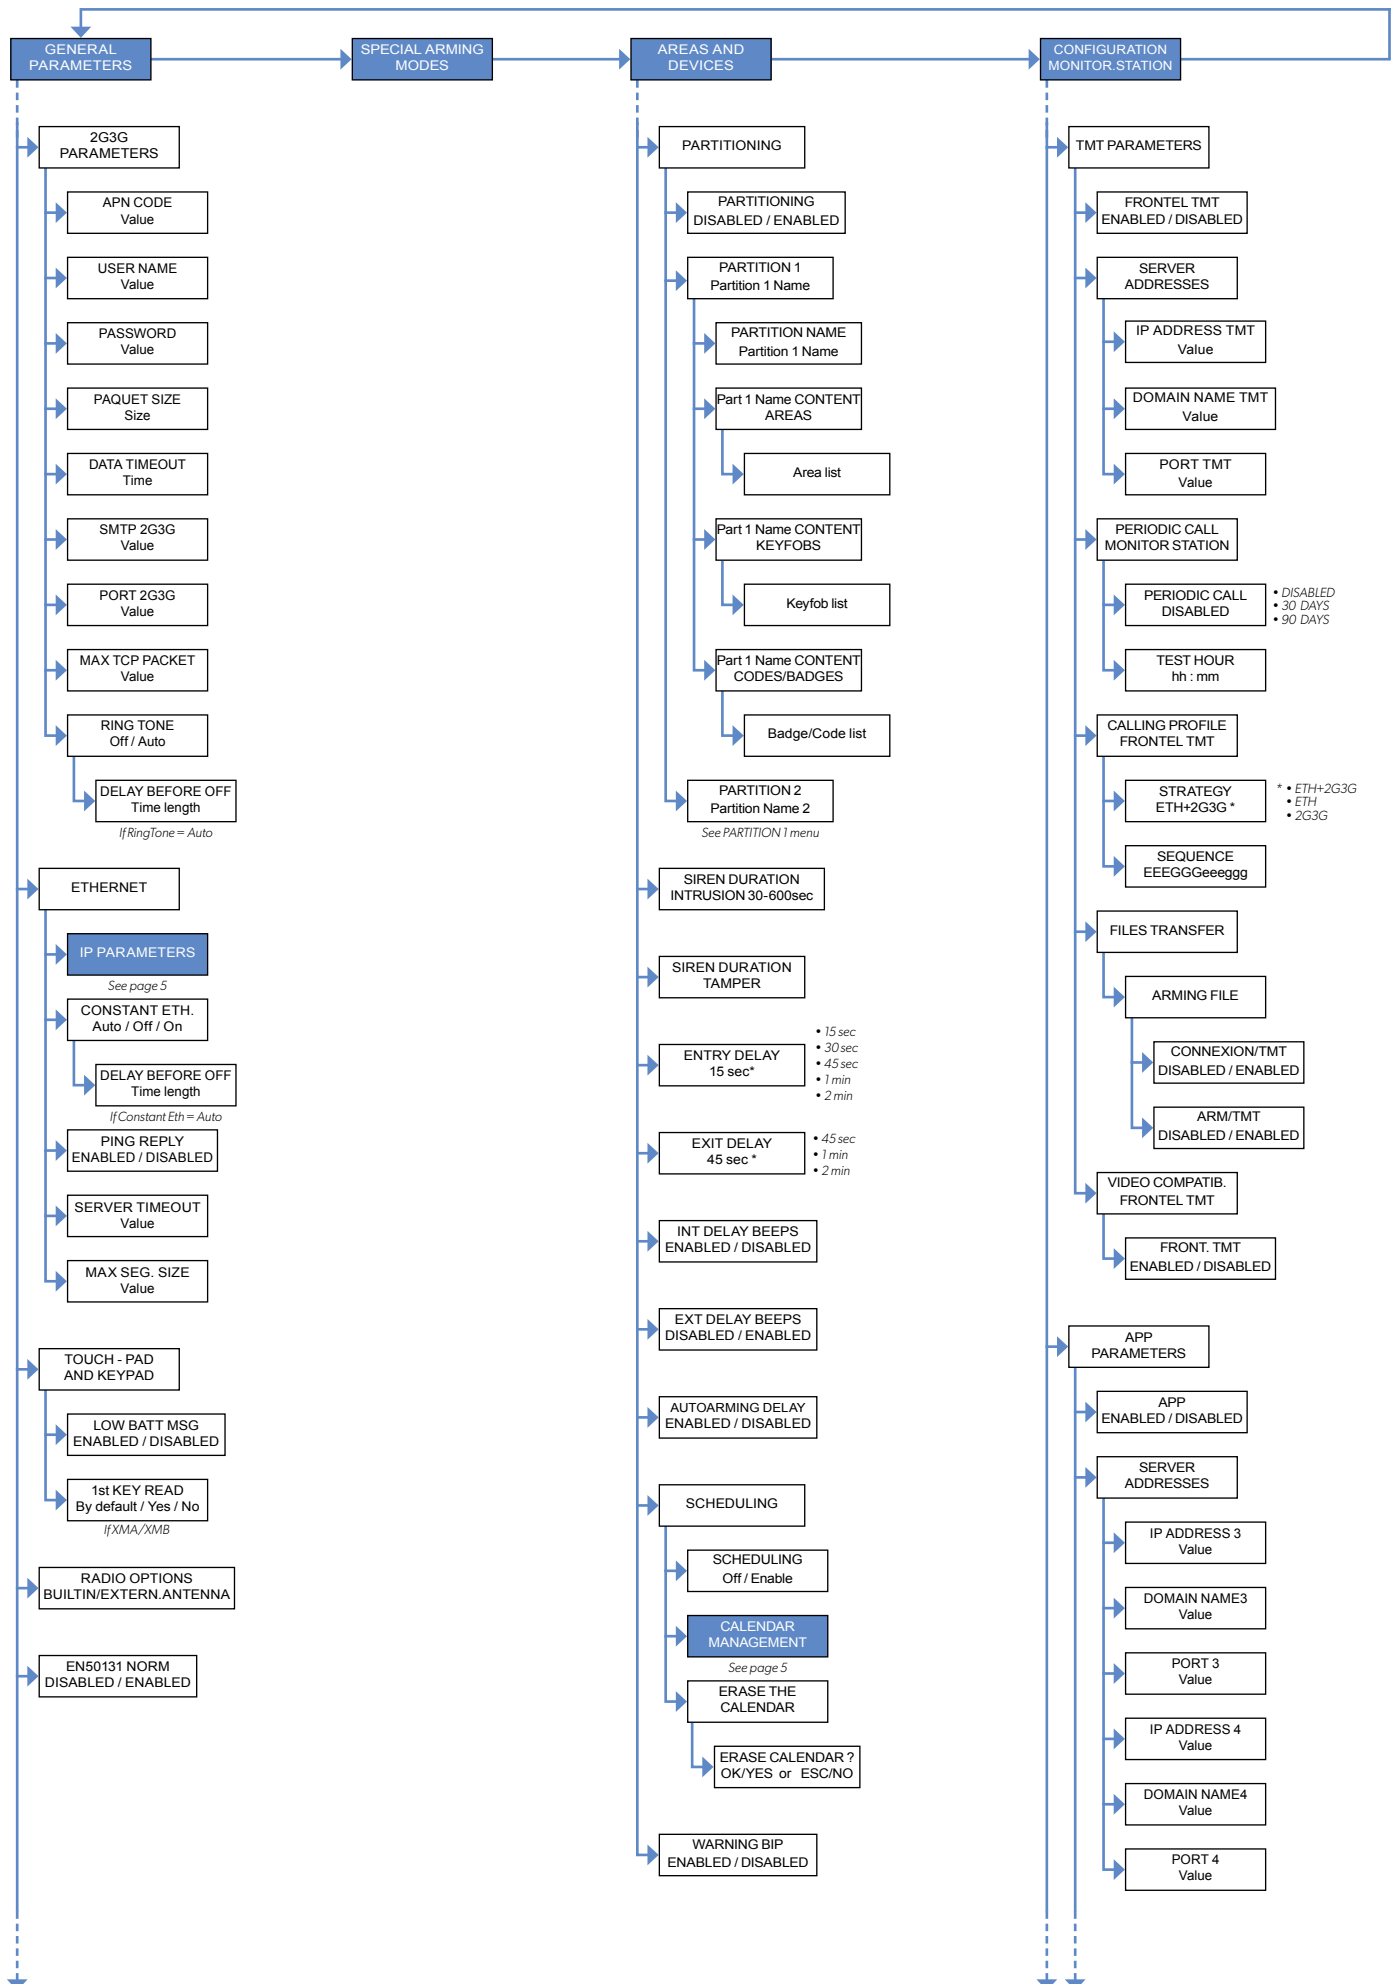 GENERAL
PARAMETERS
SPECIAL ARMING
MODES
AREAS AND
DEVICES
CONFIGURATION
MONITOR.STATION
2G3G
PARAMETERS
APN CODE
Value
USER NAME
Value
PASSWORD
Value
PAQUET SIZE
Size
DATA TIMEOUT
Time
SMTP 2G3G
Value
PORT 2G3G
Value
MAX TCP PACKET
Value
RING TONE
Off / Auto
DELAY BEFORE OFF
Time length
If RingTone = Auto
ETHERNET
IP PARAMETERS
See page 5
CONSTANT ETH.
Auto / Off / On
DELAY BEFORE OFF
Time length
If Constant Eth = Auto
PING REPLY
ENABLED / DISABLED
SERVER TIMEOUT
Value
MAX SEG. SIZE
Value
TOUCH - PAD
AND KEYPAD
LOW BATT MSG
ENABLED / DISABLED
1st KEY READ
By default / Yes / No
If XMA/XMB
RADIO OPTIONS
BUILTIN/EXTERN.ANTENNA
EN50131 NORM
DISABLED / ENABLED
PARTITIONING
PARTITIONING
DISABLED / ENABLED
PARTITION 1
Partition 1 Name
PARTITION NAME
Partition 1 Name
Part 1 Name CONTENT
AREAS
Area list
Part 1 Name CONTENT
KEYFOBS
Keyfob list
Part 1 Name CONTENT
CODES/BADGES
Badge/Code list
PARTITION 2
Partition Name 2
See PARTITION 1 menu
SIREN DURATION
INTRUSION 30-600sec
SIREN DURATION
TAMPER
ENTRY DELAY
15 sec*
• 15 sec
• 30 sec
• 45 sec
• 1 min
• 2 min
EXIT DELAY
45 sec *
• 45 sec
• 1 min
• 2 min
INT DELAY BEEPS
ENABLED / DISABLED
EXT DELAY BEEPS
DISABLED / ENABLED
AUTOARMING DELAY
ENABLED / DISABLED
SCHEDULING
SCHEDULING
Off / Enable
CALENDAR
MANAGEMENT
See page 5
ERASE THE
CALENDAR
ERASE CALENDAR ?
OK/YES or ESC/NO
WARNING BIP
ENABLED / DISABLED
TMT PARAMETERS
FRONTEL TMT
ENABLED / DISABLED
SERVER
ADDRESSES
IP ADDRESS TMT
Value
DOMAIN NAME TMT
Value
PORT TMT
Value
PERIODIC CALL
MONITOR STATION
PERIODIC CALL
DISABLED
• DISABLED
• 30 DAYS
• 90 DAYS
TEST HOUR
hh : mm
CALLING PROFILE
FRONTEL TMT
STRATEGY
ETH+2G3G *
* • ETH+2G3G
• ETH
• 2G3G
SEQUENCE
EEEGGGeeeggg
FILES TRANSFER
ARMING FILE
CONNEXION/TMT
DISABLED / ENABLED
ARM/TMT
DISABLED / ENABLED
VIDEO COMPATIB.
FRONTEL TMT
FRONT. TMT
ENABLED / DISABLED
APP
PARAMETERS
APP
ENABLED / DISABLED
SERVER
ADDRESSES
IP ADDRESS 3
Value
DOMAIN NAME3
Value
PORT 3
Value
IP ADDRESS 4
Value
DOMAIN NAME4
Value
PORT 4
Value